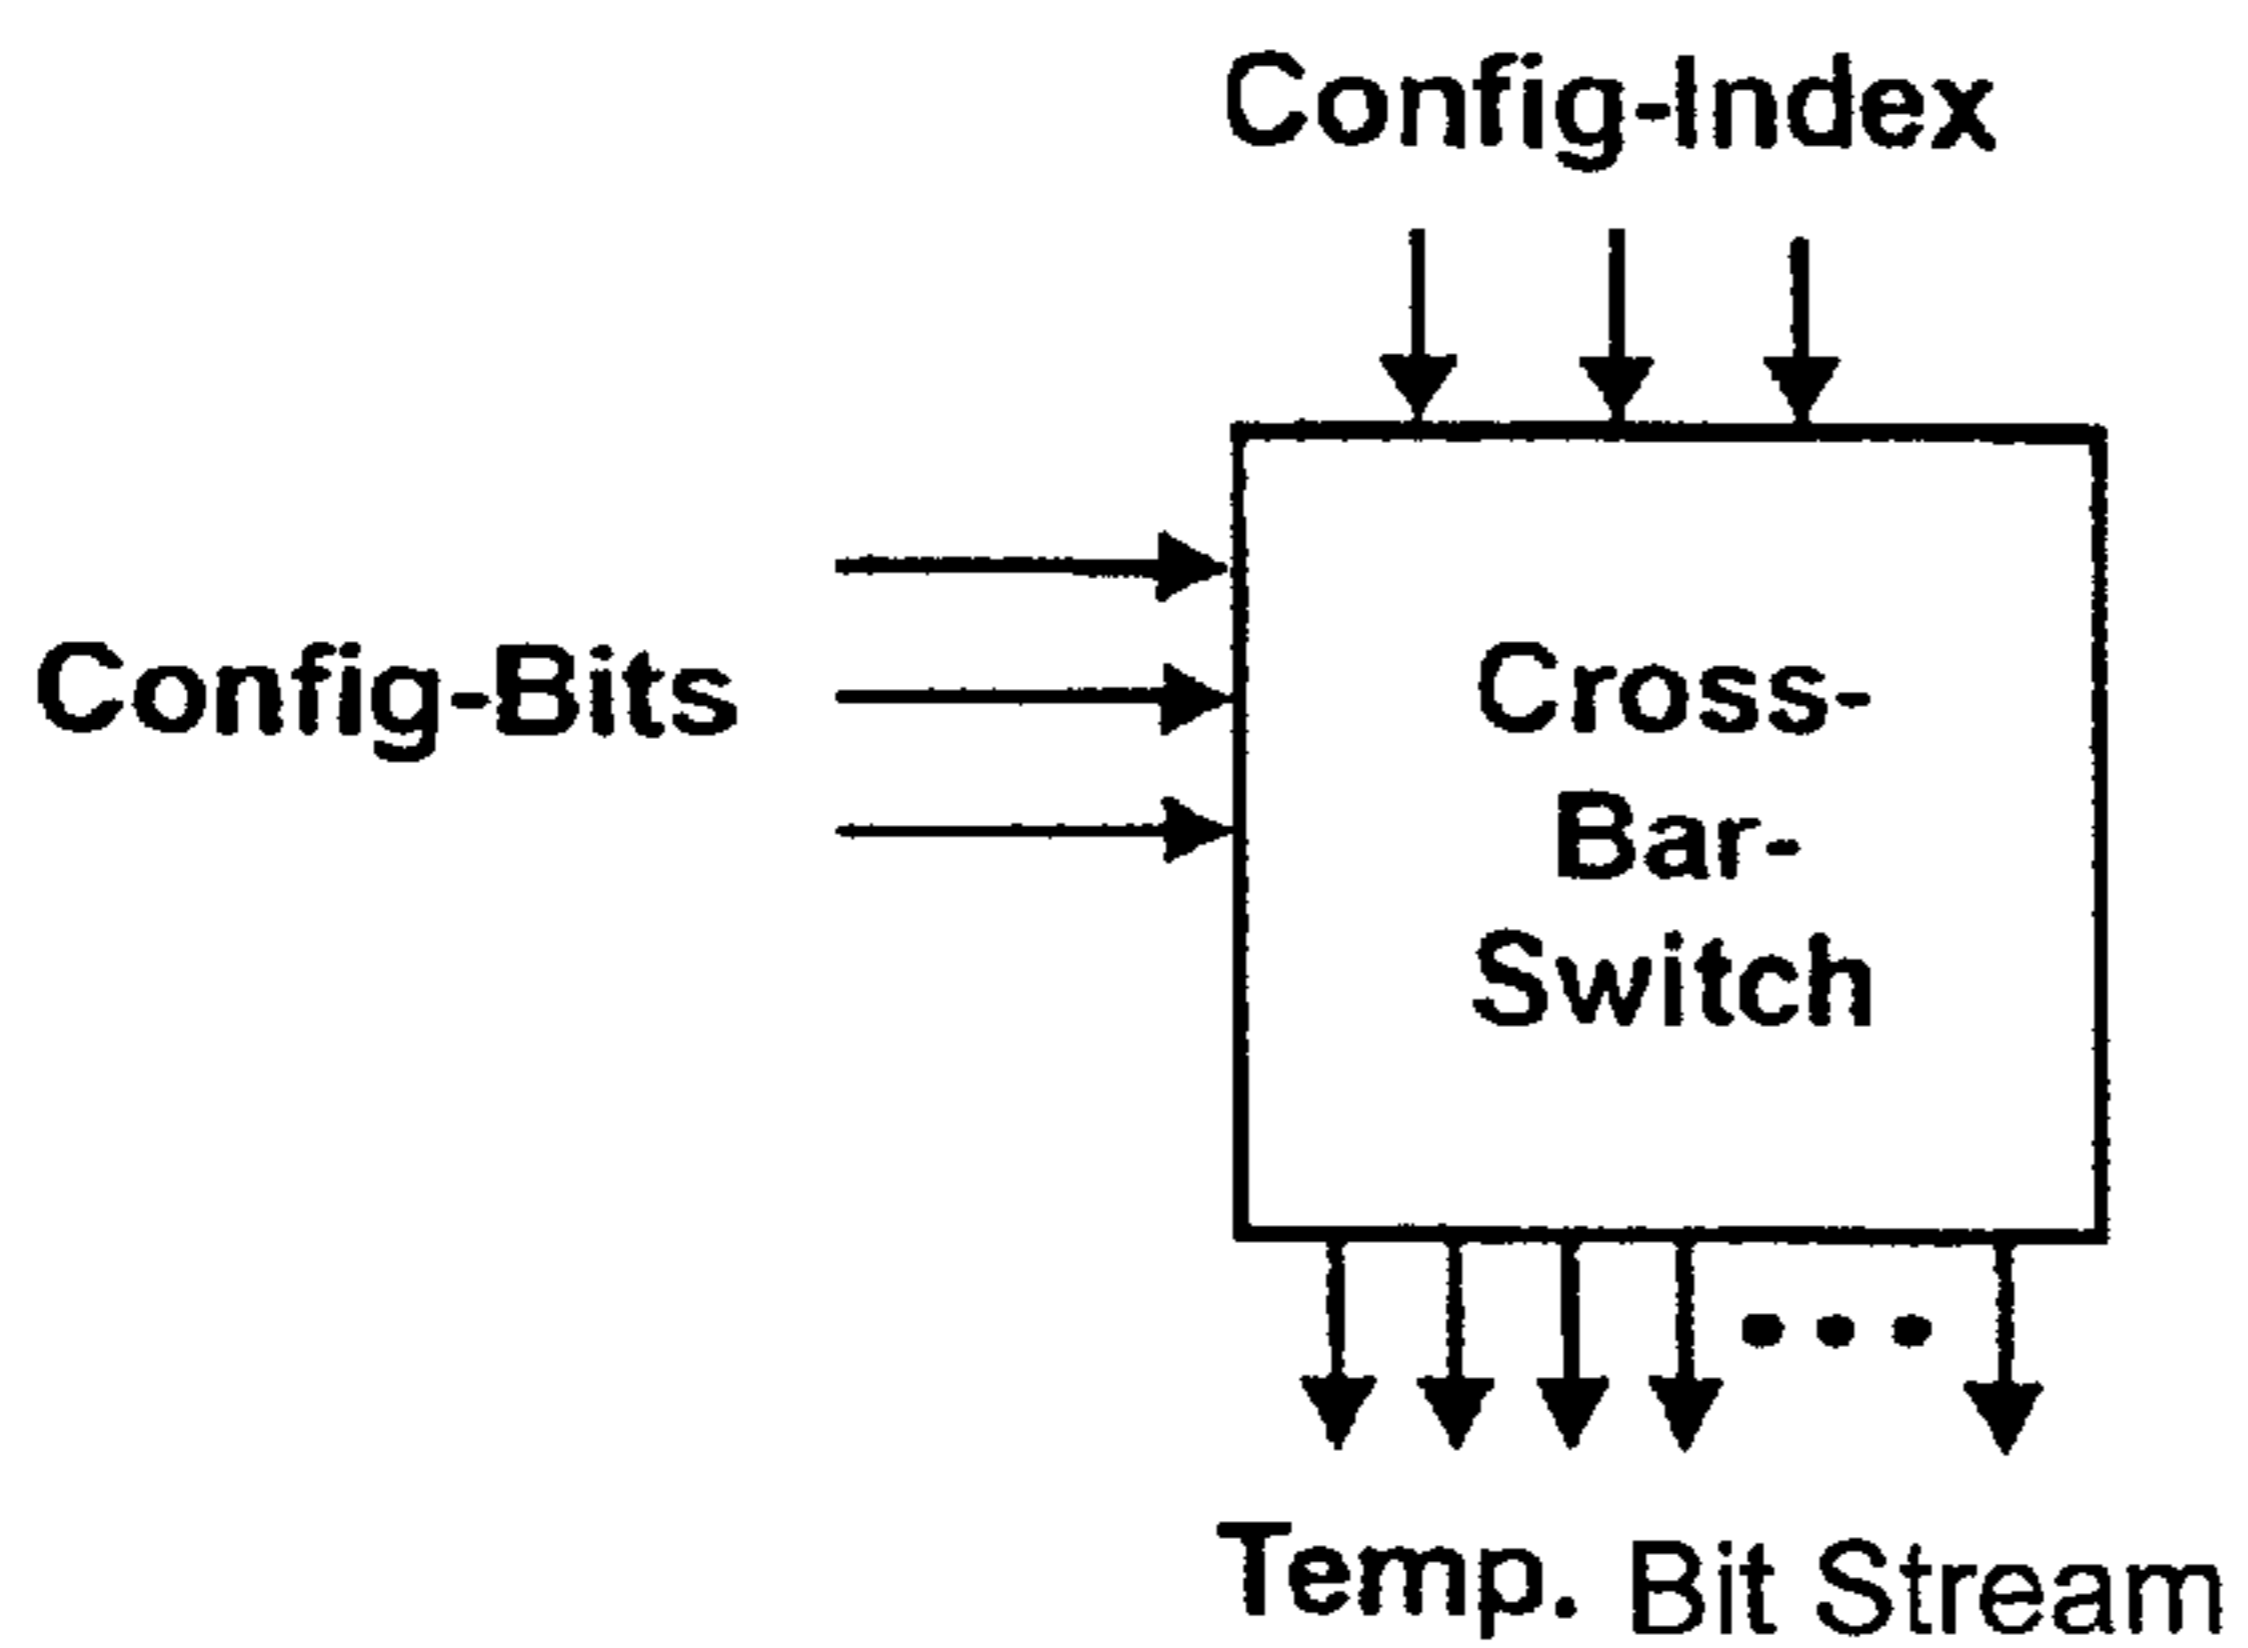 Config-Index
Config-Bits
Cross-
Bar-
Switch
Temp. Bit Stream